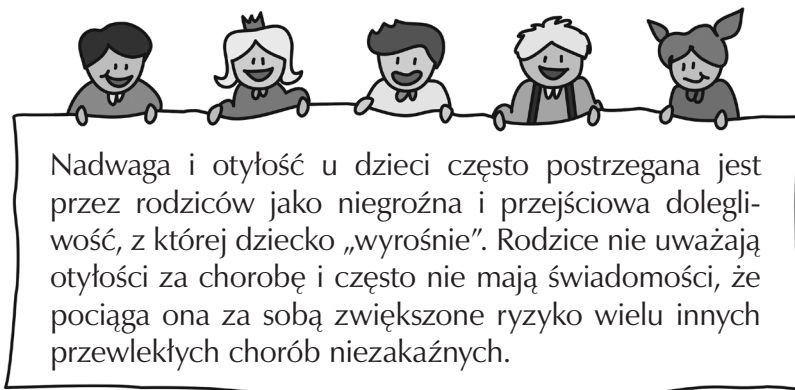 Nadwaga i otyłość u dzieci często postrzegana jest
przez rodziców jako niegroźna i przejściowa dolegli-
wość, z której dziecko „wyrośnie”. Rodzice nie uważają
otyłości za chorobę i często nie mają świadomości, że
pociąga ona za sobą zwiększone ryzyko wielu innych
przewlekłych chorób niezakaźnych.